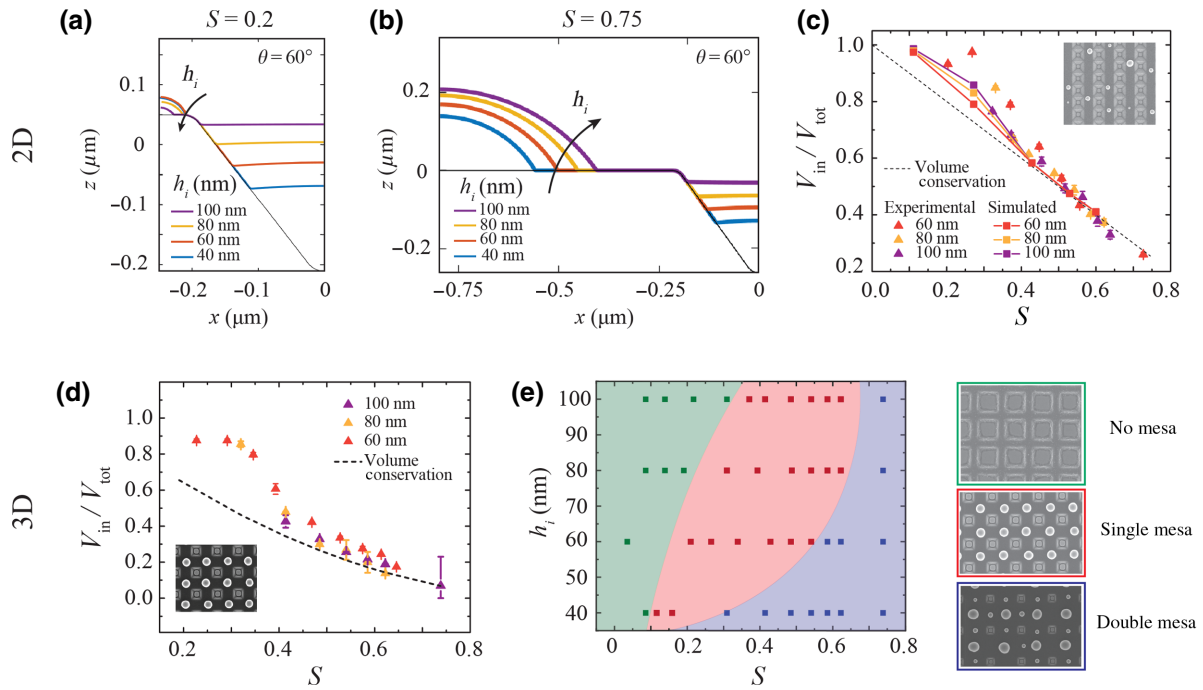 (a)
S = 0.2
θ = 60°
h_i
0.1
0
−0.1
−0.2
z (μm)
h_i (nm)
100 nm
80 nm
60 nm
40 nm
−0.2
−0.1
0
x (μm)
2D
(b)
S = 0.75
θ = 60°
h_i
0.2
0
−0.2
z (μm)
h_i (nm)
100 nm
80 nm
60 nm
40 nm
−0.8
−0.5
−0.2
0
x (μm)
(c)
1.0
0.8
0.6
0.4
0.2
V_in / V_tot
Volume
conservation
Experimental
Simulated
60 nm
60 nm
80 nm
80 nm
100 nm
100 nm
0.0
0.2
0.4
0.6
0.8
S
3D
(d)
1.0
0.8
0.6
0.4
0.2
0.0
V_in / V_tot
100 nm
80 nm
60 nm
Volume
conservation
0.2
0.4
0.6
0.8
S
(e)
100
90
80
70
60
50
40
h_i (nm)
0
0.2
0.4
0.6
0.8
S
No mesa
Single mesa
Double mesa